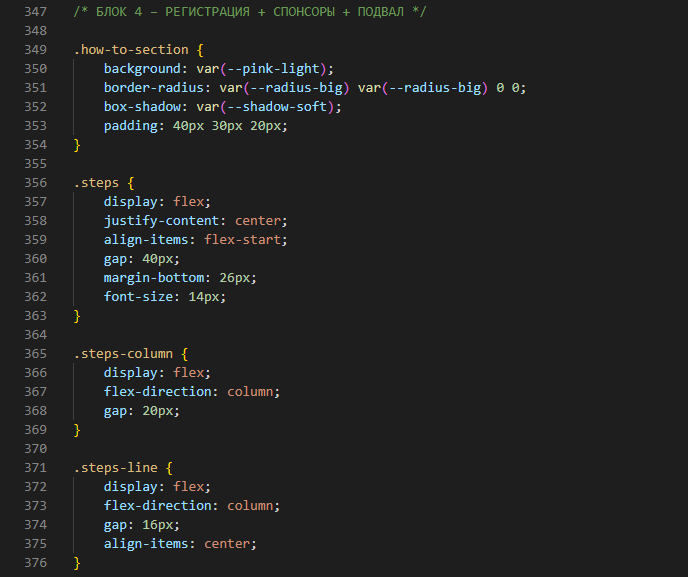 347 /* БЛОК 4 – РЕГИСТРАЦИЯ + СПОНСОРЫ + ПОДВАЛ */
348
349 .how-to-section {
350     background: var(--pink-light);
351     border-radius: var(--radius-big) var(--radius-big) 0 0;
352     box-shadow: var(--shadow-soft);
353     padding: 40px 30px 20px;
354 }
355
356 .steps {
357     display: flex;
358     justify-content: center;
359     align-items: flex-start;
360     gap: 40px;
361     margin-bottom: 26px;
362     font-size: 14px;
363 }
364
365 .steps-column {
366     display: flex;
367     flex-direction: column;
368     gap: 20px;
369 }
370
371 .steps-line {
372     display: flex;
373     flex-direction: column;
374     gap: 16px;
375     align-items: center;
376 }